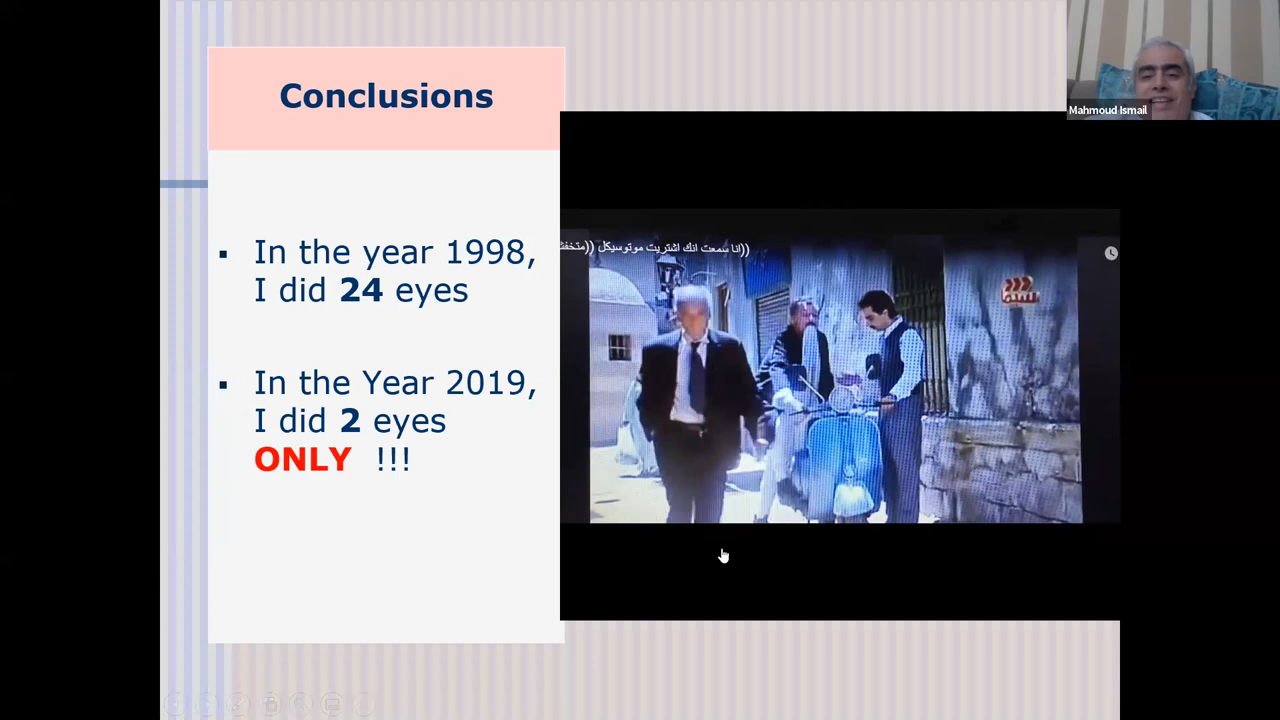 Conclusions
Mahmoud Ismail
▪ In the year 1998,
I did 24 eyes
▪ In the Year 2019,
I did 2 eyes
ONLY !!!
((انا سمعت انك اشتريت موتوسيكل ((